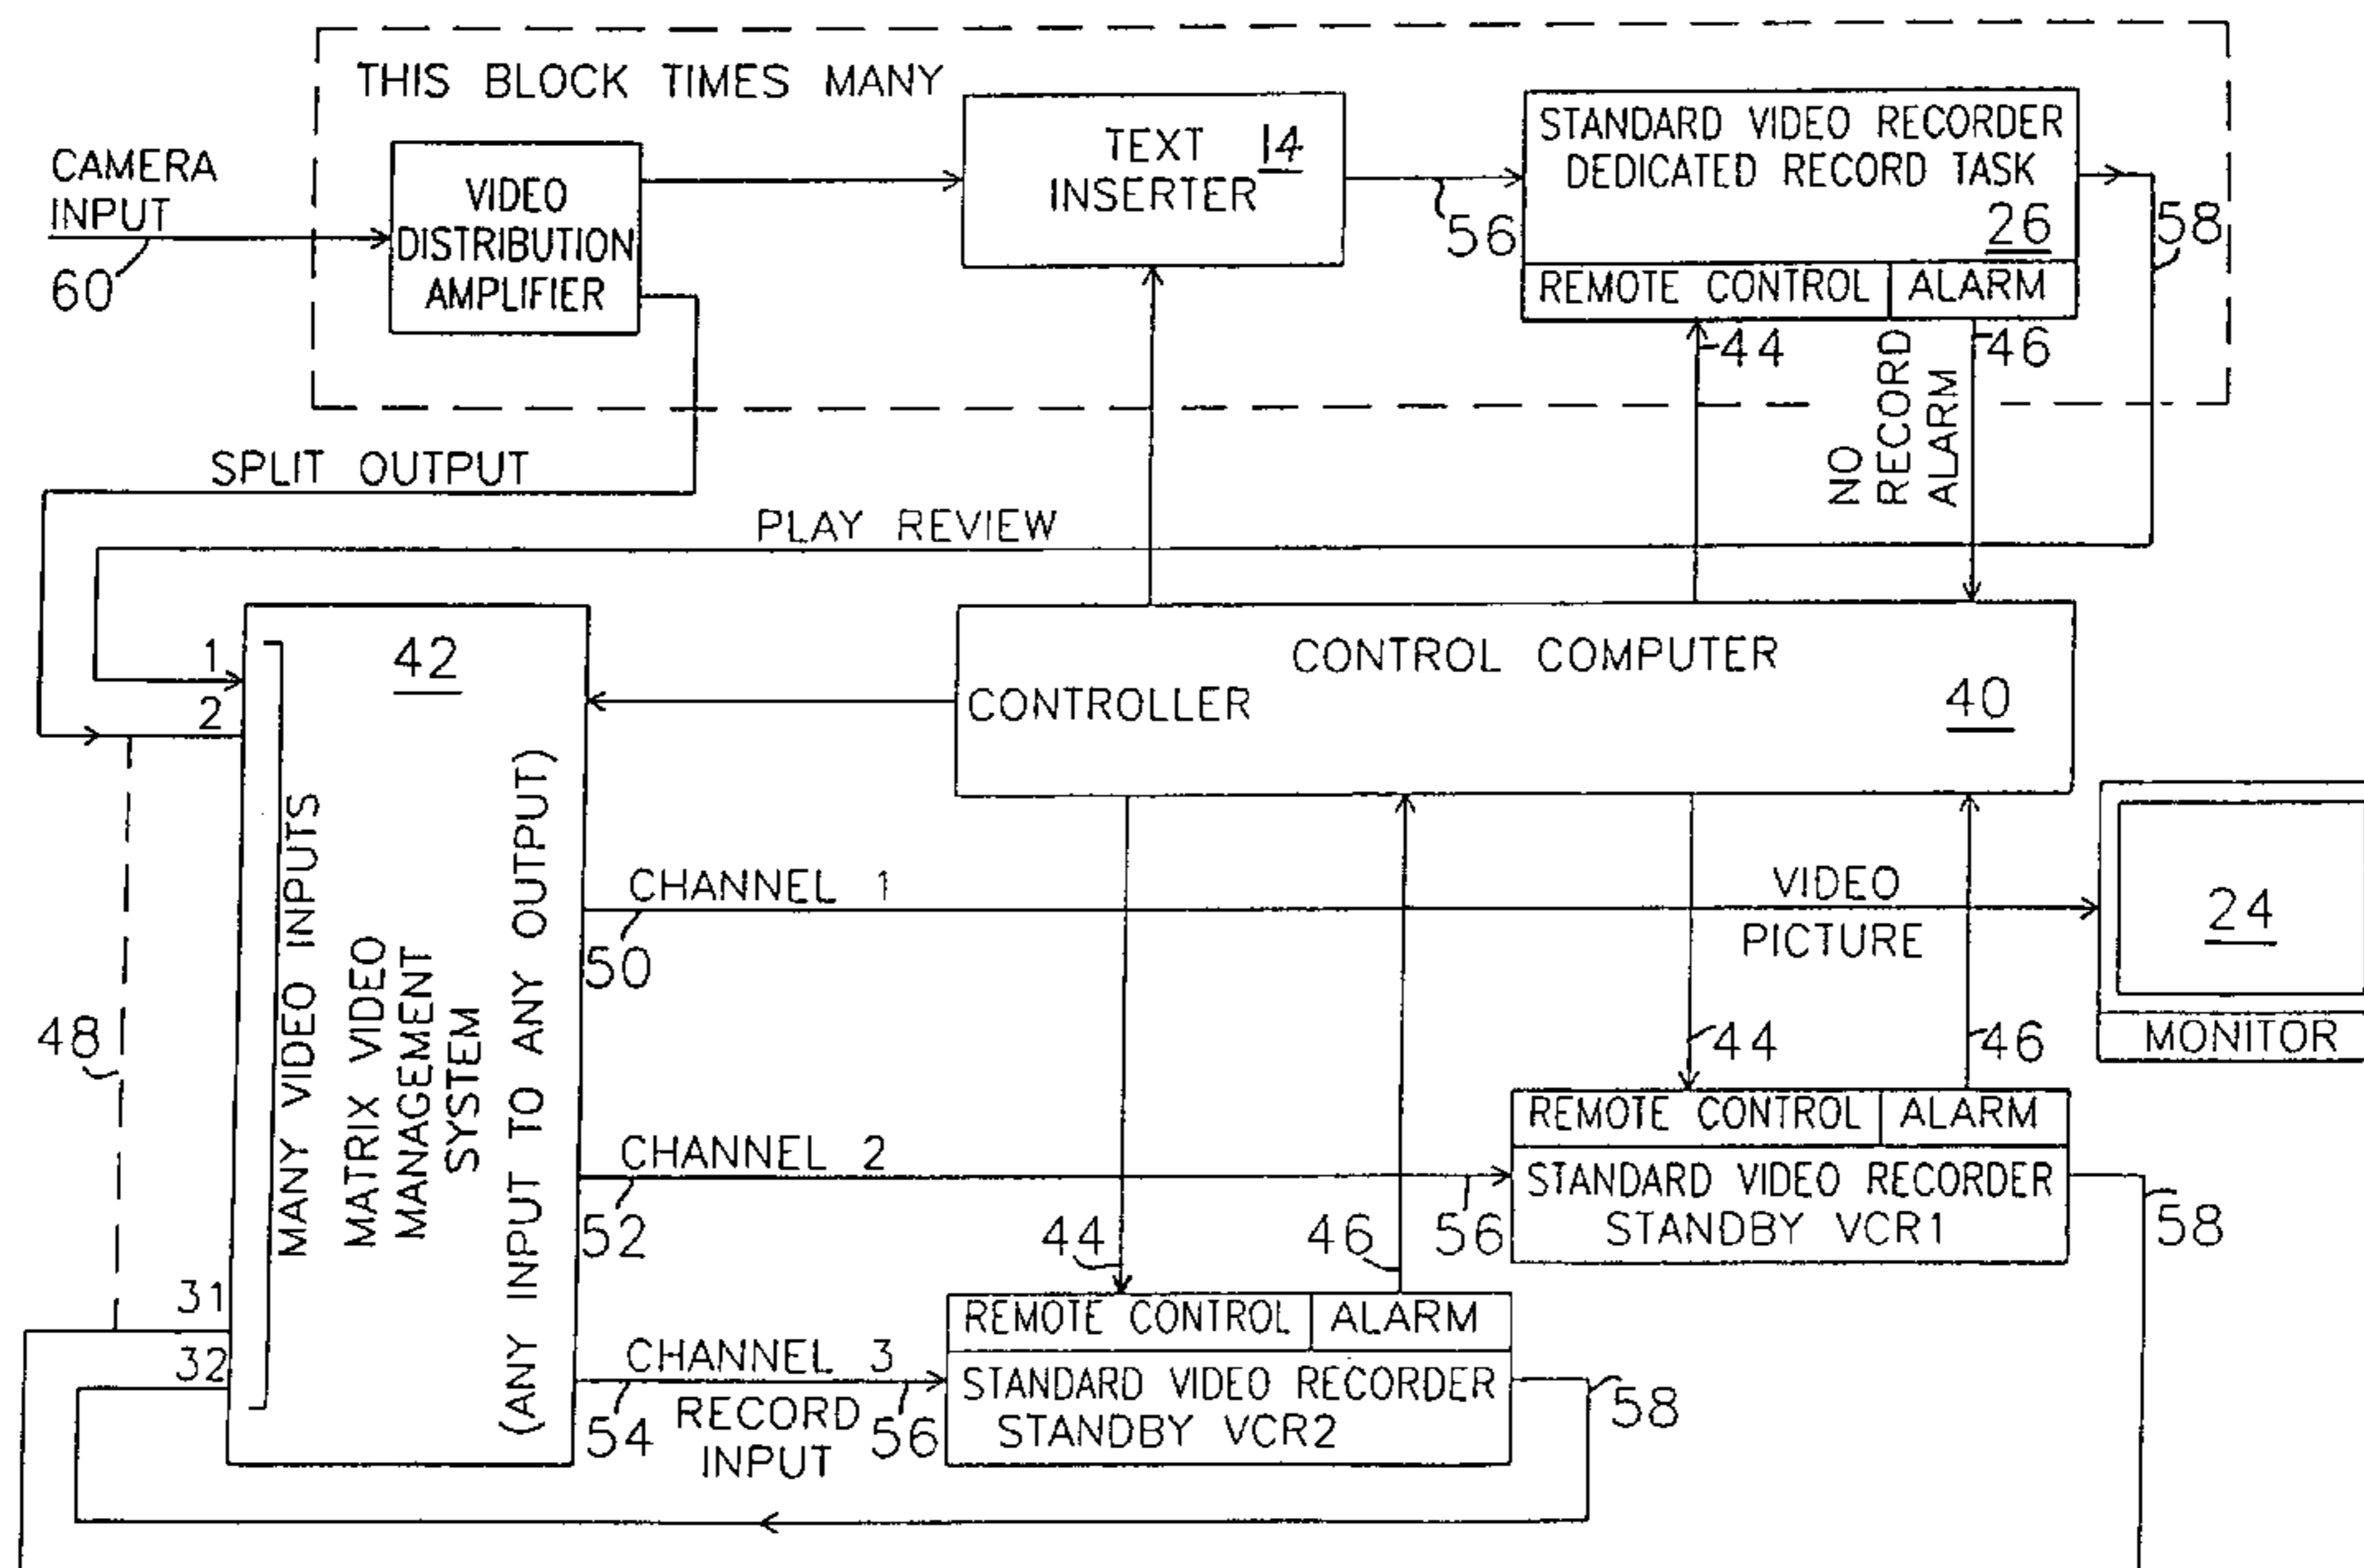 THIS BLOCK TIMES MANY
CAMERA
INPUT
60
VIDEO
DISTRIBUTION
AMPLIFIER
TEXT
INSERTER
14
56
STANDARD VIDEO RECORDER
DEDICATED RECORD TASK
26
REMOTE CONTROL
ALARM
58
44
46
NO
RECORD
ALARM
SPLIT OUTPUT
PLAY REVIEW
1
2
42
MANY VIDEO INPUTS
MATRIX VIDEO
MANAGEMENT
SYSTEM
(ANY INPUT TO ANY OUTPUT)
48
31
32
CONTROL COMPUTER
CONTROLLER
40
CHANNEL 1
50
VIDEO
PICTURE
24
MONITOR
44
46
CHANNEL 2
52
56
REMOTE CONTROL
ALARM
STANDARD VIDEO RECORDER
STANDBY VCR1
58
44
46
CHANNEL 3
54
RECORD
INPUT
56
REMOTE CONTROL
ALARM
STANDARD VIDEO RECORDER
STANDBY VCR2
58